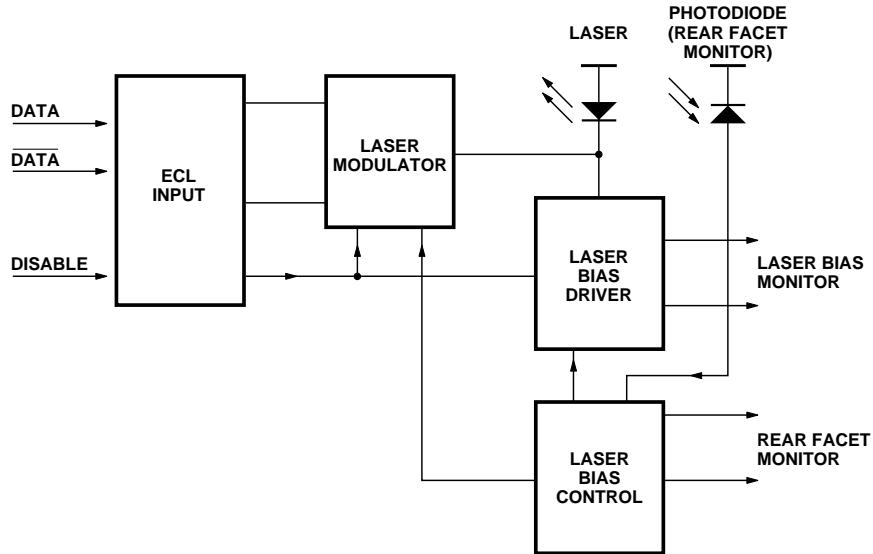 PHOTODIODE
(REAR FACET
MONITOR)
LASER
DATA
DATA
DISABLE
ECL
INPUT
LASER
MODULATOR
LASER
BIAS
DRIVER
LASER BIAS
MONITOR
LASER
BIAS
CONTROL
REAR FACET
MONITOR